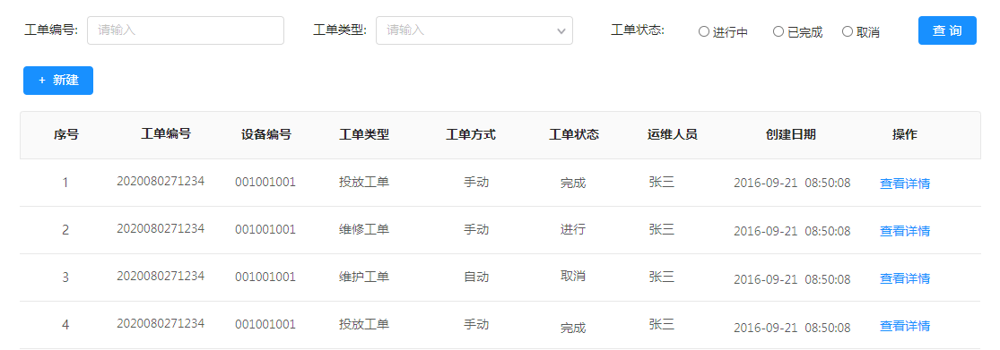 工单编号: 请输入 工单类型: 请输入 工单状态: 进行中 已完成 取消 查 询
+ 新建
序号 工单编号 设备编号 工单类型 工单方式 工单状态 运维人员 创建日期 操作
1 2020080271234 001001001 投放工单 手动 完成 张三 2016-09-21 08:50:08 查看详情
2 2020080271234 001001001 维修工单 手动 进行 张三 2016-09-21 08:50:08 查看详情
3 2020080271234 001001001 维护工单 自动 取消 张三 2016-09-21 08:50:08 查看详情
4 2020080271234 001001001 投放工单 手动 完成 张三 2016-09-21 08:50:08 查看详情